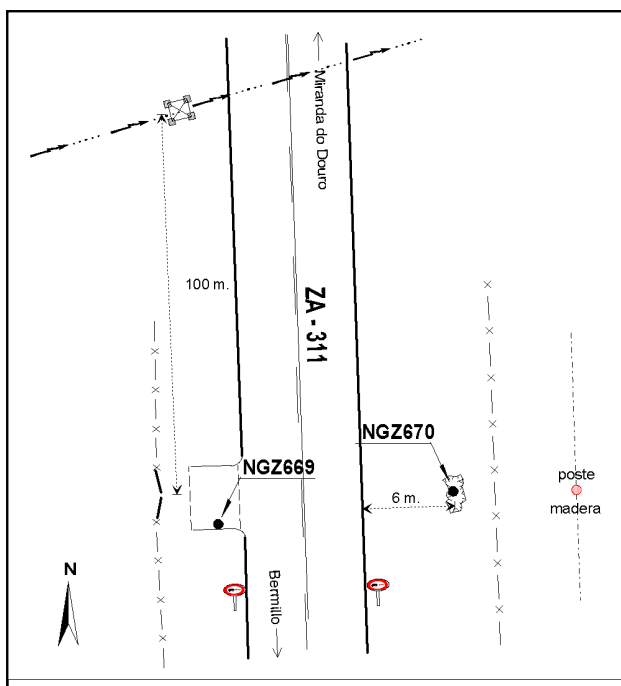 Miranda do Douro
100 m.
ZA - 311
NGZ670
NGZ669
6 m.
poste
madera
N
Bermillo